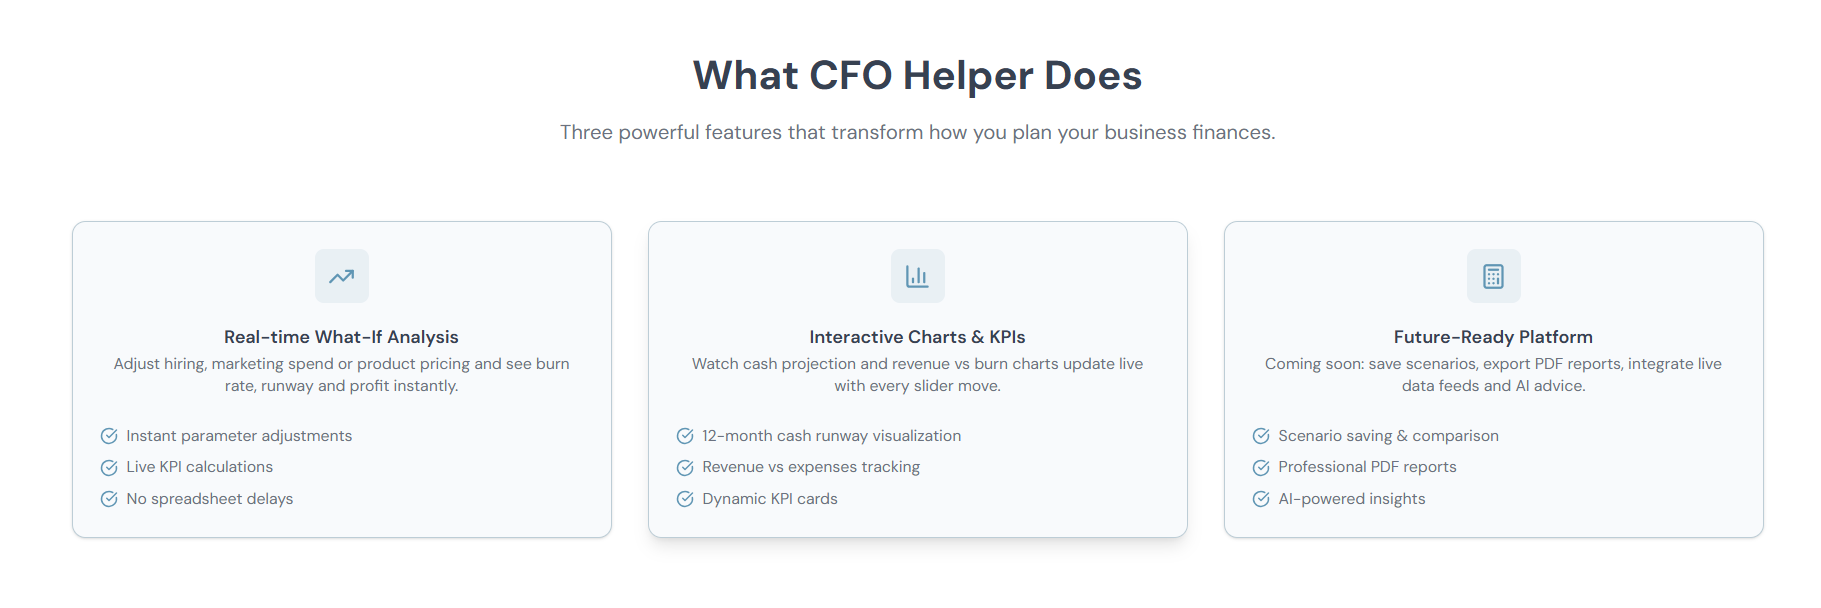 What CFO Helper Does
Three powerful features that transform how you plan your business finances.
Real-time What-If Analysis
Adjust hiring, marketing spend or product pricing and see burn
rate, runway and profit instantly.
Instant parameter adjustments
Live KPI calculations
No spreadsheet delays
Interactive Charts & KPIs
Watch cash projection and revenue vs burn charts update live
with every slider move.
12-month cash runway visualization
Revenue vs expenses tracking
Dynamic KPI cards
Future-Ready Platform
Coming soon: save scenarios, export PDF reports, integrate live
data feeds and AI advice.
Scenario saving & comparison
Professional PDF reports
AI-powered insights